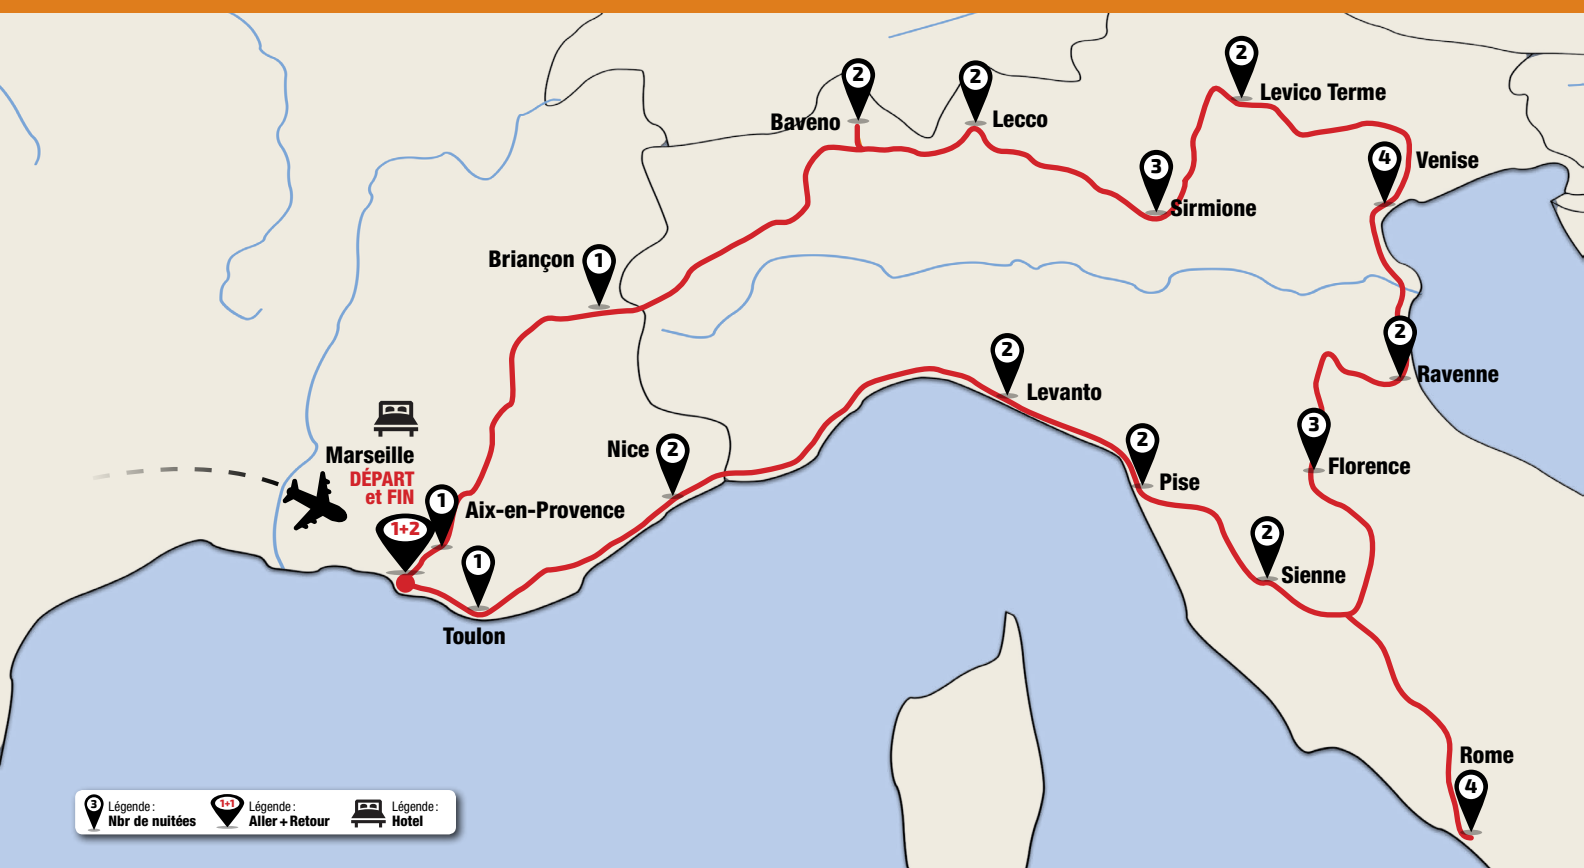 2
Levico Terme
2
Baveno
2
Lecco
3
Sirmione
4
Venise
Briançon
1
2
Ravenne
2
Levanto
Marseille
DÉPART
et FIN
1+2
1
Aix-en-Provence
Nice
2
2
Pise
3
Florence
1
Toulon
2
Sienne
Rome
4
3
Légende :
Nbr de nuitées
1+1
Légende :
Aller + Retour
Légende :
Hotel